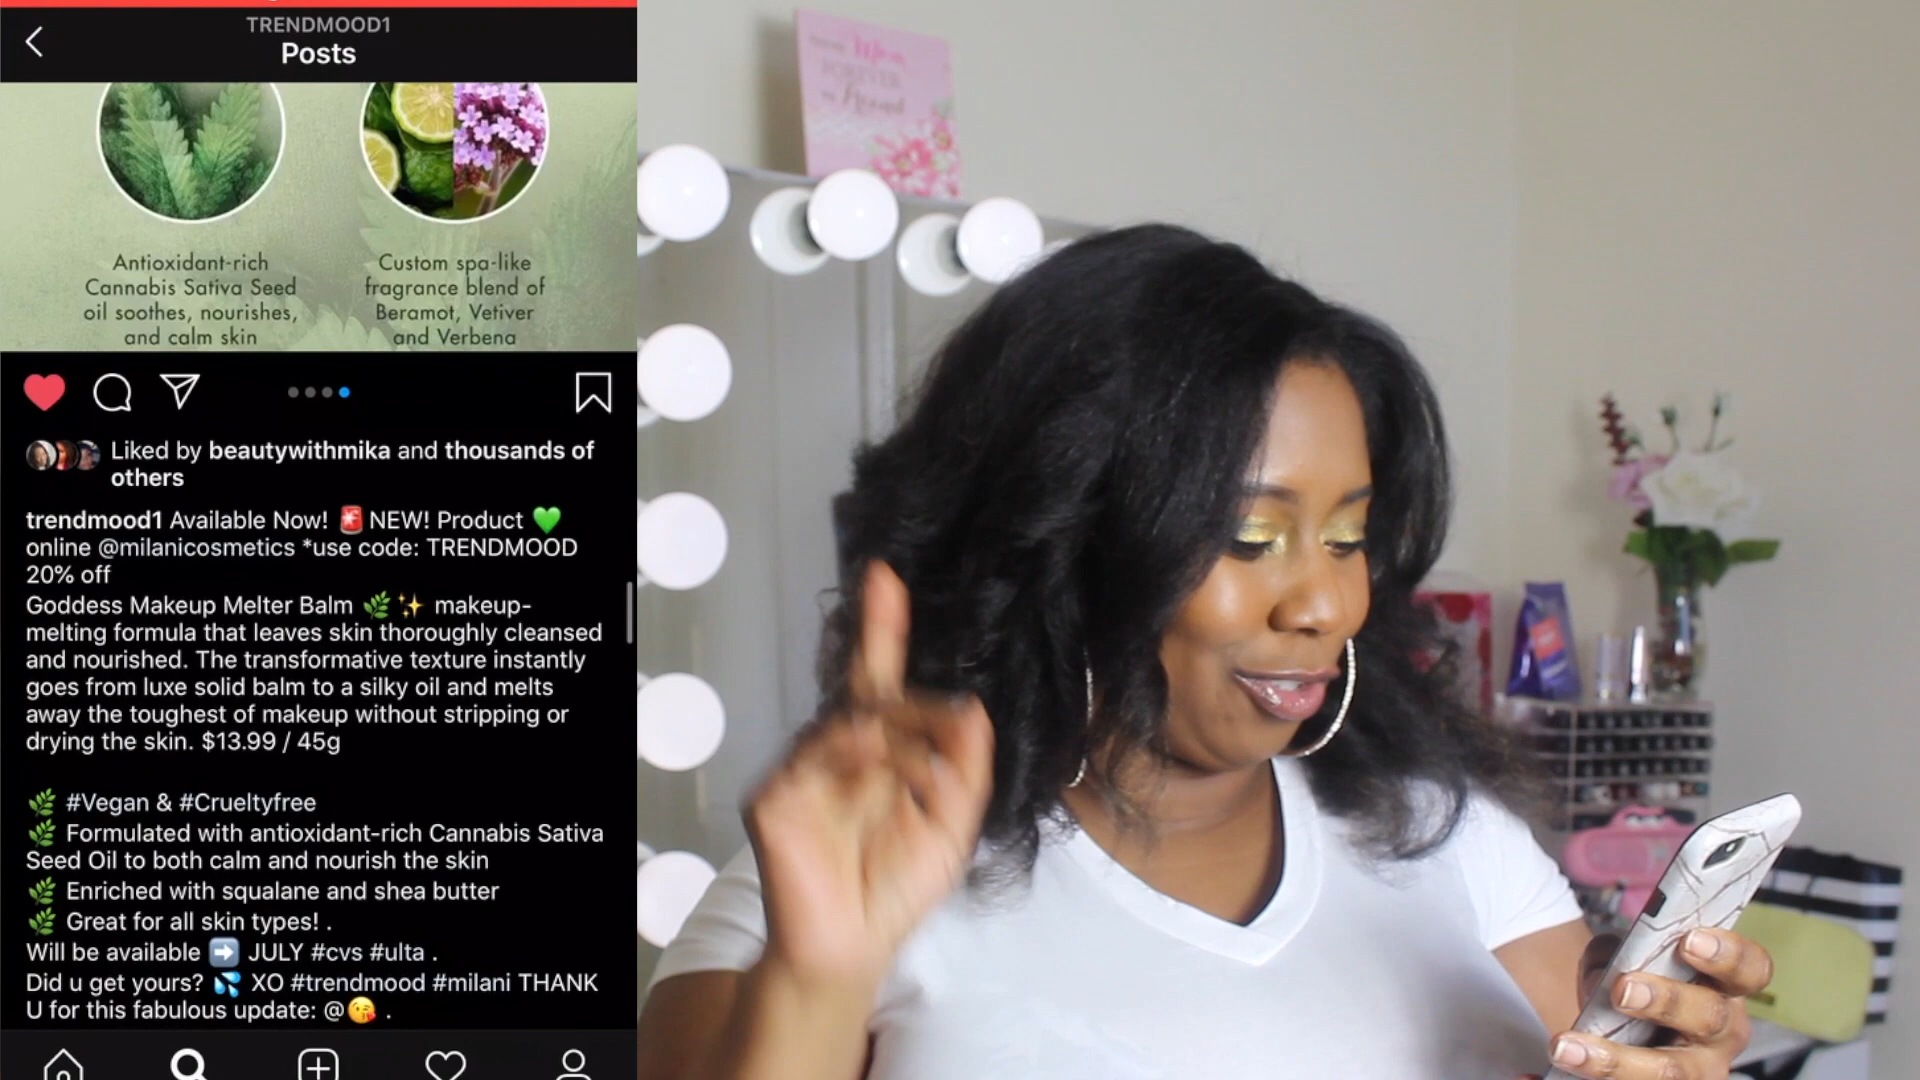 TRENDMOOD1
Posts
Antioxidant-rich
Cannabis Sativa Seed
oil soothes, nourishes,
and calm skin
Custom spa-like
fragrance blend of
Beramot, Vetiver
and Verbena
Liked by beautywithmika and thousands of
others
trendmood1 Available Now! 🚨 NEW! Product 💚
online @milanicosmetics *use code: TRENDMOOD
20% off
Goddess Makeup Melter Balm 🌿✨ makeup-
melting formula that leaves skin thoroughly cleansed
and nourished. The transformative texture instantly
goes from luxe solid balm to a silky oil and melts
away the toughest of makeup without stripping or
drying the skin. $13.99 / 45g
🌿 #Vegan & #Crueltyfree
🌿 Formulated with antioxidant-rich Cannabis Sativa
Seed Oil to both calm and nourish the skin
🌿 Enriched with squalane and shea butter
🌿 Great for all skin types! .
Will be available ➡️ JULY #cvs #ulta .
Did u get yours? 💦 XO #trendmood #milani THANK
U for this fabulous update: @😘 .
Mom
FOREVER
my Friend